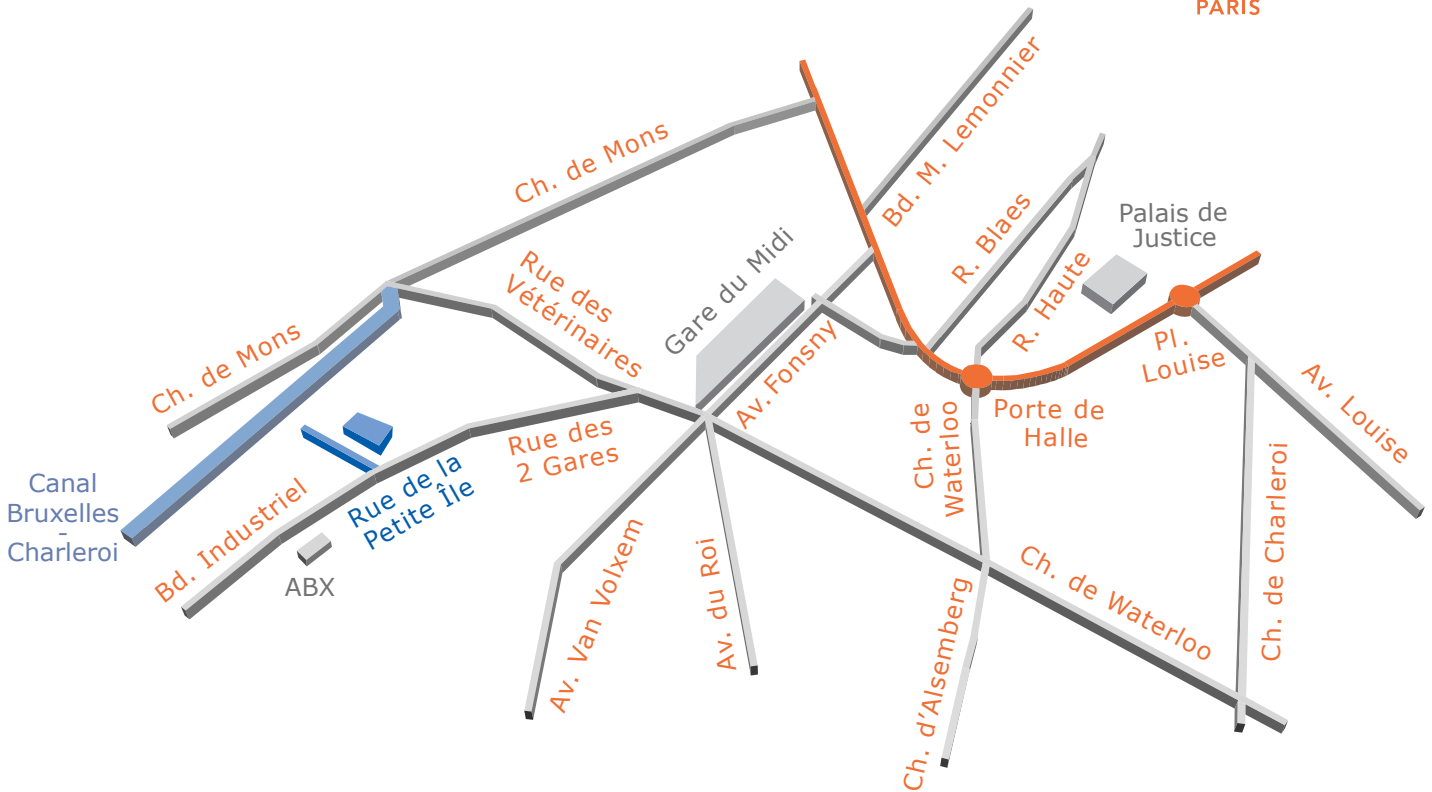 PARIS
Ch. de Mons
Bd. M. Lemonnier
R. Blaes
Palais de
Justice
Rue des
Vétérinaires
Gare du Midi
R. Haute
Ch. de Mons
Av. Fonsny
Pl.
Louise
Av. Louise
Ch. de
Waterloo
Porte de
Halle
Rue des
2 Gares
Canal
Bruxelles
-
Charleroi
Rue de la
Petite Île
Bd. Industriel
ABX
Av. Van Volxem
Av. du Roi
Ch. d'Alsemberg
Ch. de Waterloo
Ch. de Charleroi